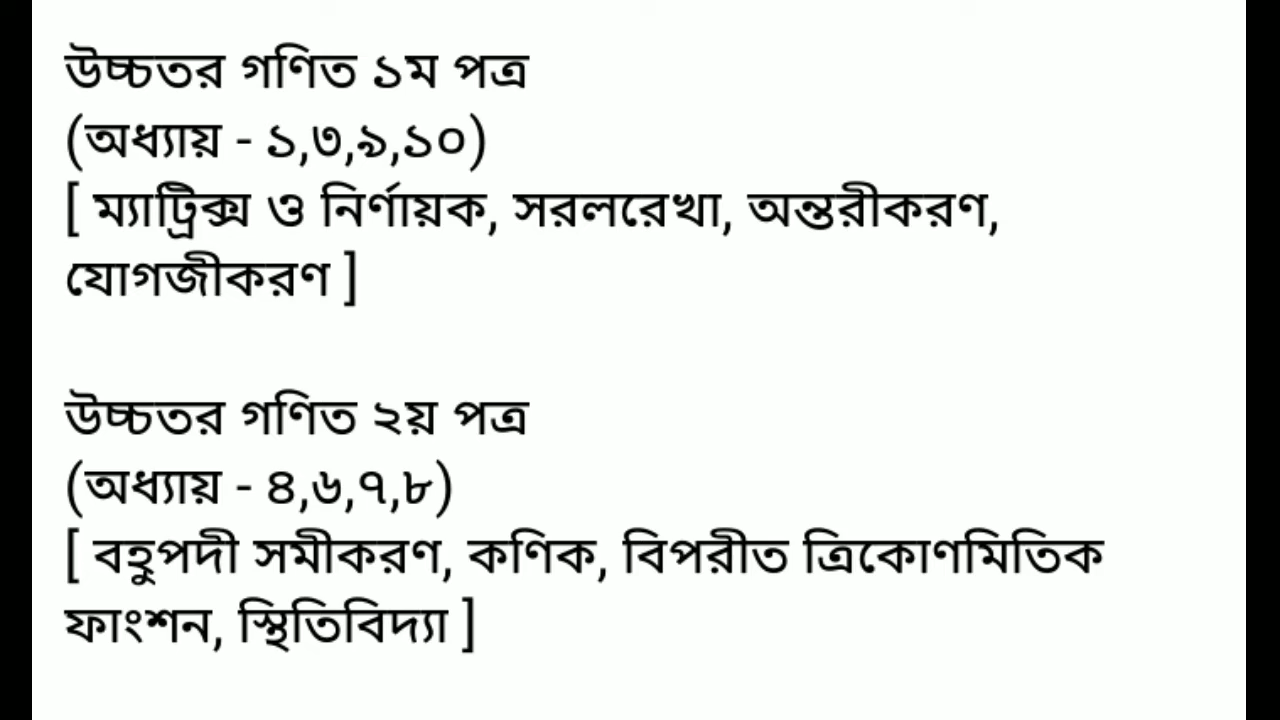 উচ্চতর গণিত ১ম পত্র
(অধ্যায় - ১,৩,৯,১০)
[ ম্যাট্রিক্স ও নির্ণায়ক, সরলরেখা, অন্তরীকরণ,
যোগজীকরণ ]
উচ্চতর গণিত ২য় পত্র
(অধ্যায় - ৪,৬,৭,৮)
[ বহুপদী সমীকরণ, কণিক, বিপরীত ত্রিকোণমিতিক
ফাংশন, স্থিতিবিদ্যা ]